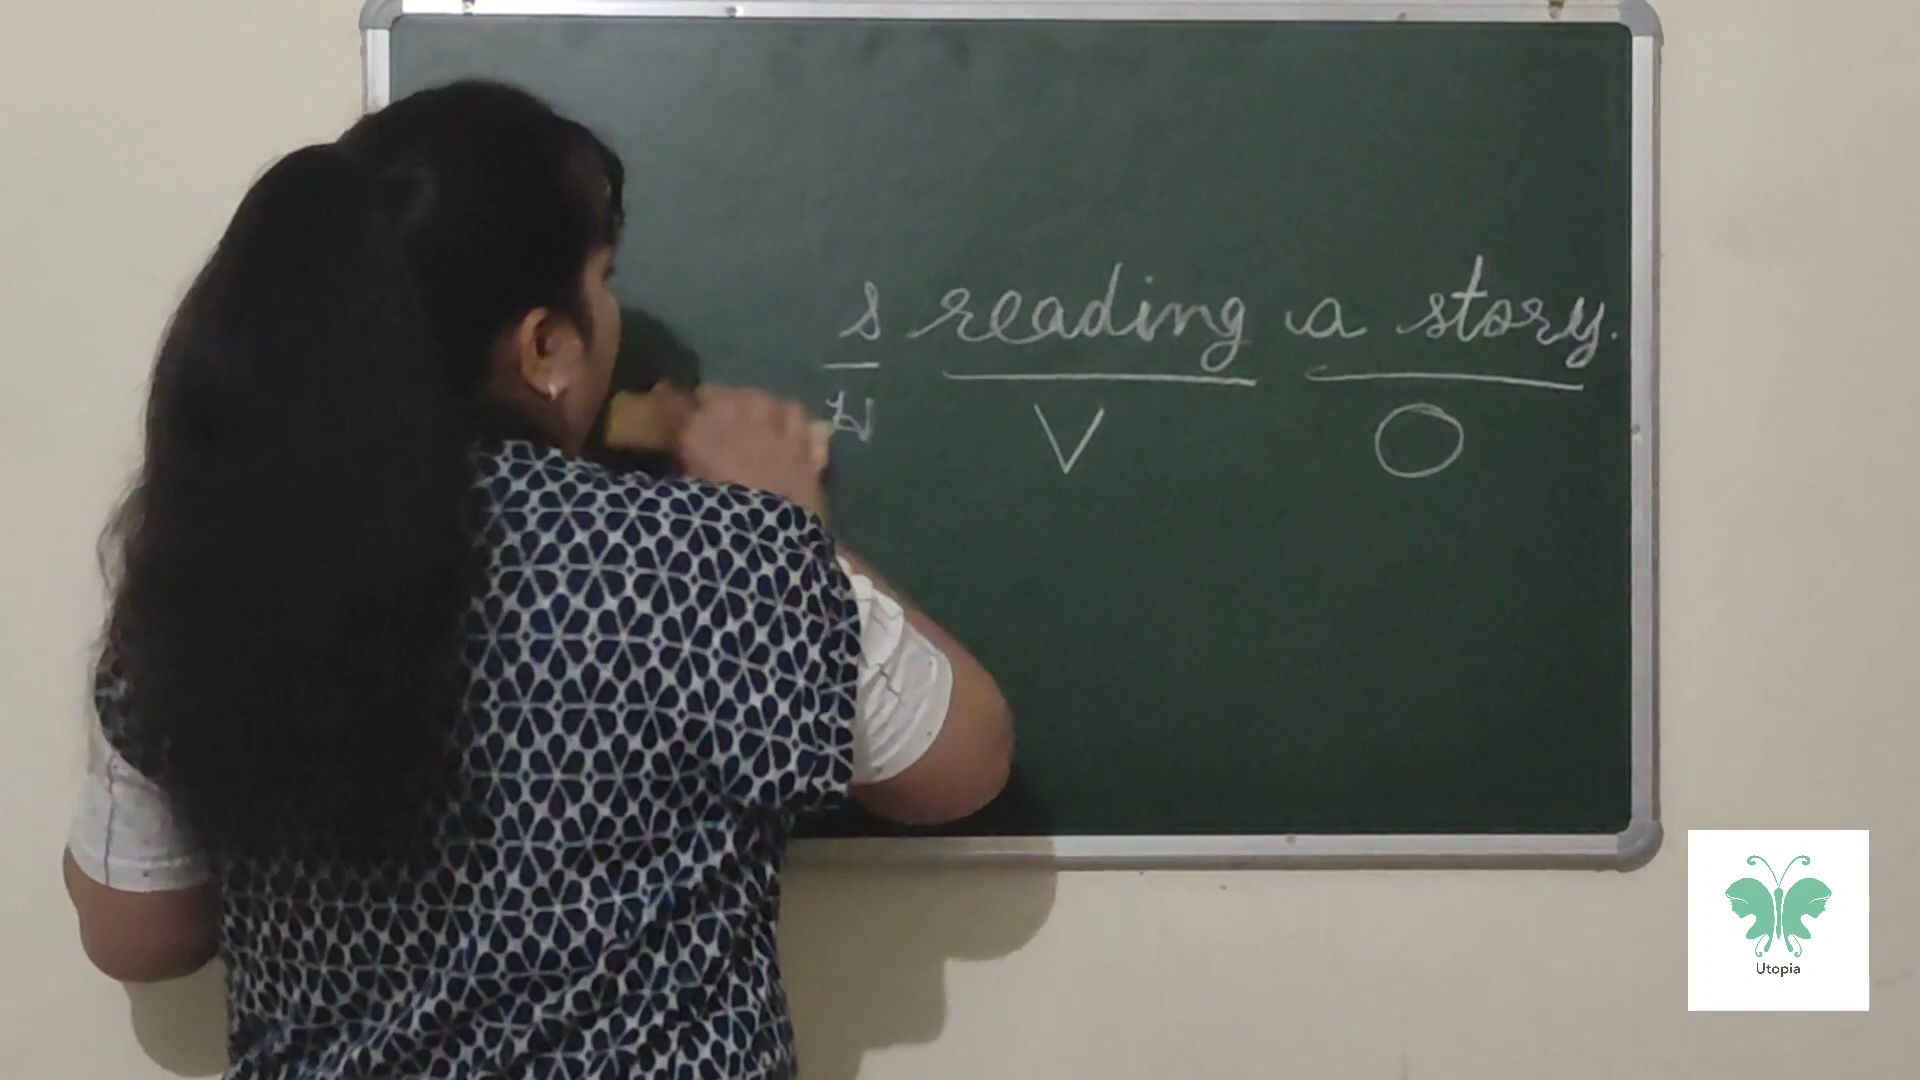 s reading a story.
V O
Utopia